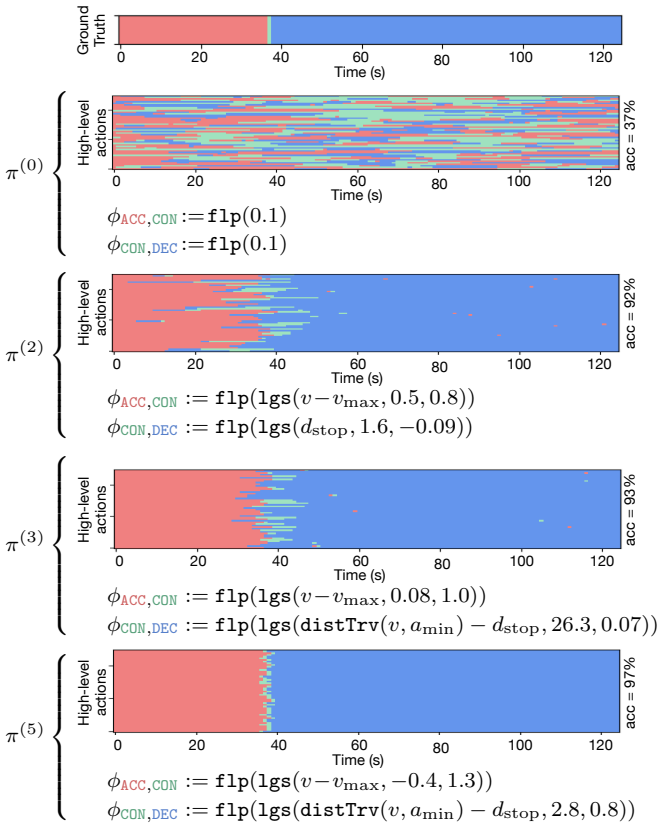 Ground Truth
0 20 40 60 80 100 120
Time (s)
π(0)
High-level actions
acc = 37%
0 20 40 60 80 100 120
Time (s)
ϕACC,CON := flp(0.1)
ϕCON,DEC := flp(0.1)
π(2)
High-level actions
acc = 92%
0 20 40 60 80 100 120
Time (s)
ϕACC,CON := flp(lgs(v−vmax, 0.5, 0.8))
ϕCON,DEC := flp(lgs(dstop, 1.6, −0.09))
π(3)
High-level actions
acc = 93%
0 20 40 60 80 100 120
Time (s)
ϕACC,CON := flp(lgs(v−vmax, 0.08, 1.0))
ϕCON,DEC := flp(lgs(distTrv(v, amin) − dstop, 26.3, 0.07))
π(5)
High-level actions
acc = 97%
0 20 40 60 80 100 120
Time (s)
ϕACC,CON := flp(lgs(v−vmax, −0.4, 1.3))
ϕCON,DEC := flp(lgs(distTrv(v, amin) − dstop, 2.8, 0.8))